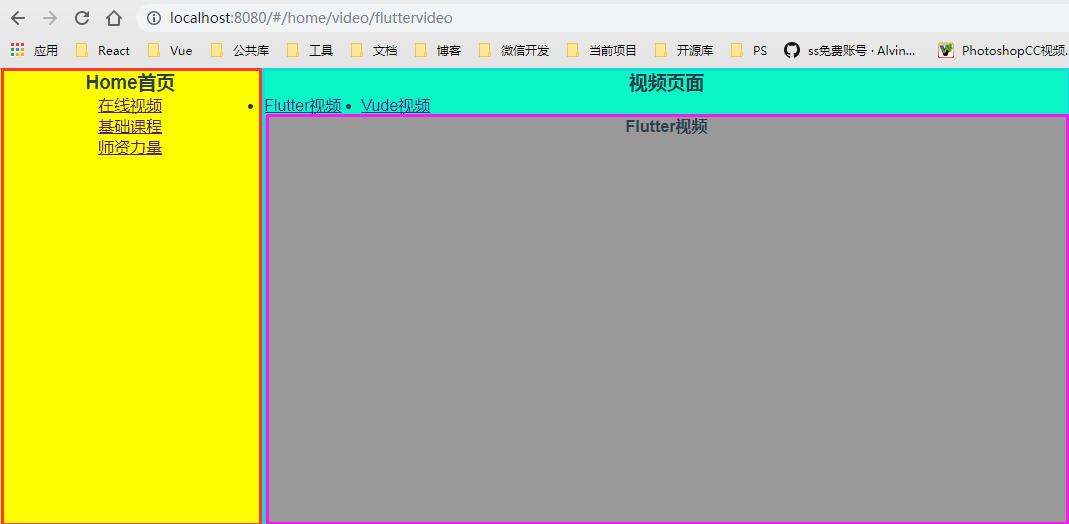 localhost:8080/#/home/video/fluttervideo
应用 React Vue 公共库 工具 文档 博客 微信开发 当前项目 开源库 PS ss免费账号 · Alvin... PhotoshopCC视频.
Home首页
在线视频
基础课程
师资力量
视频页面
• Flutter视频 • Vude视频
Flutter视频